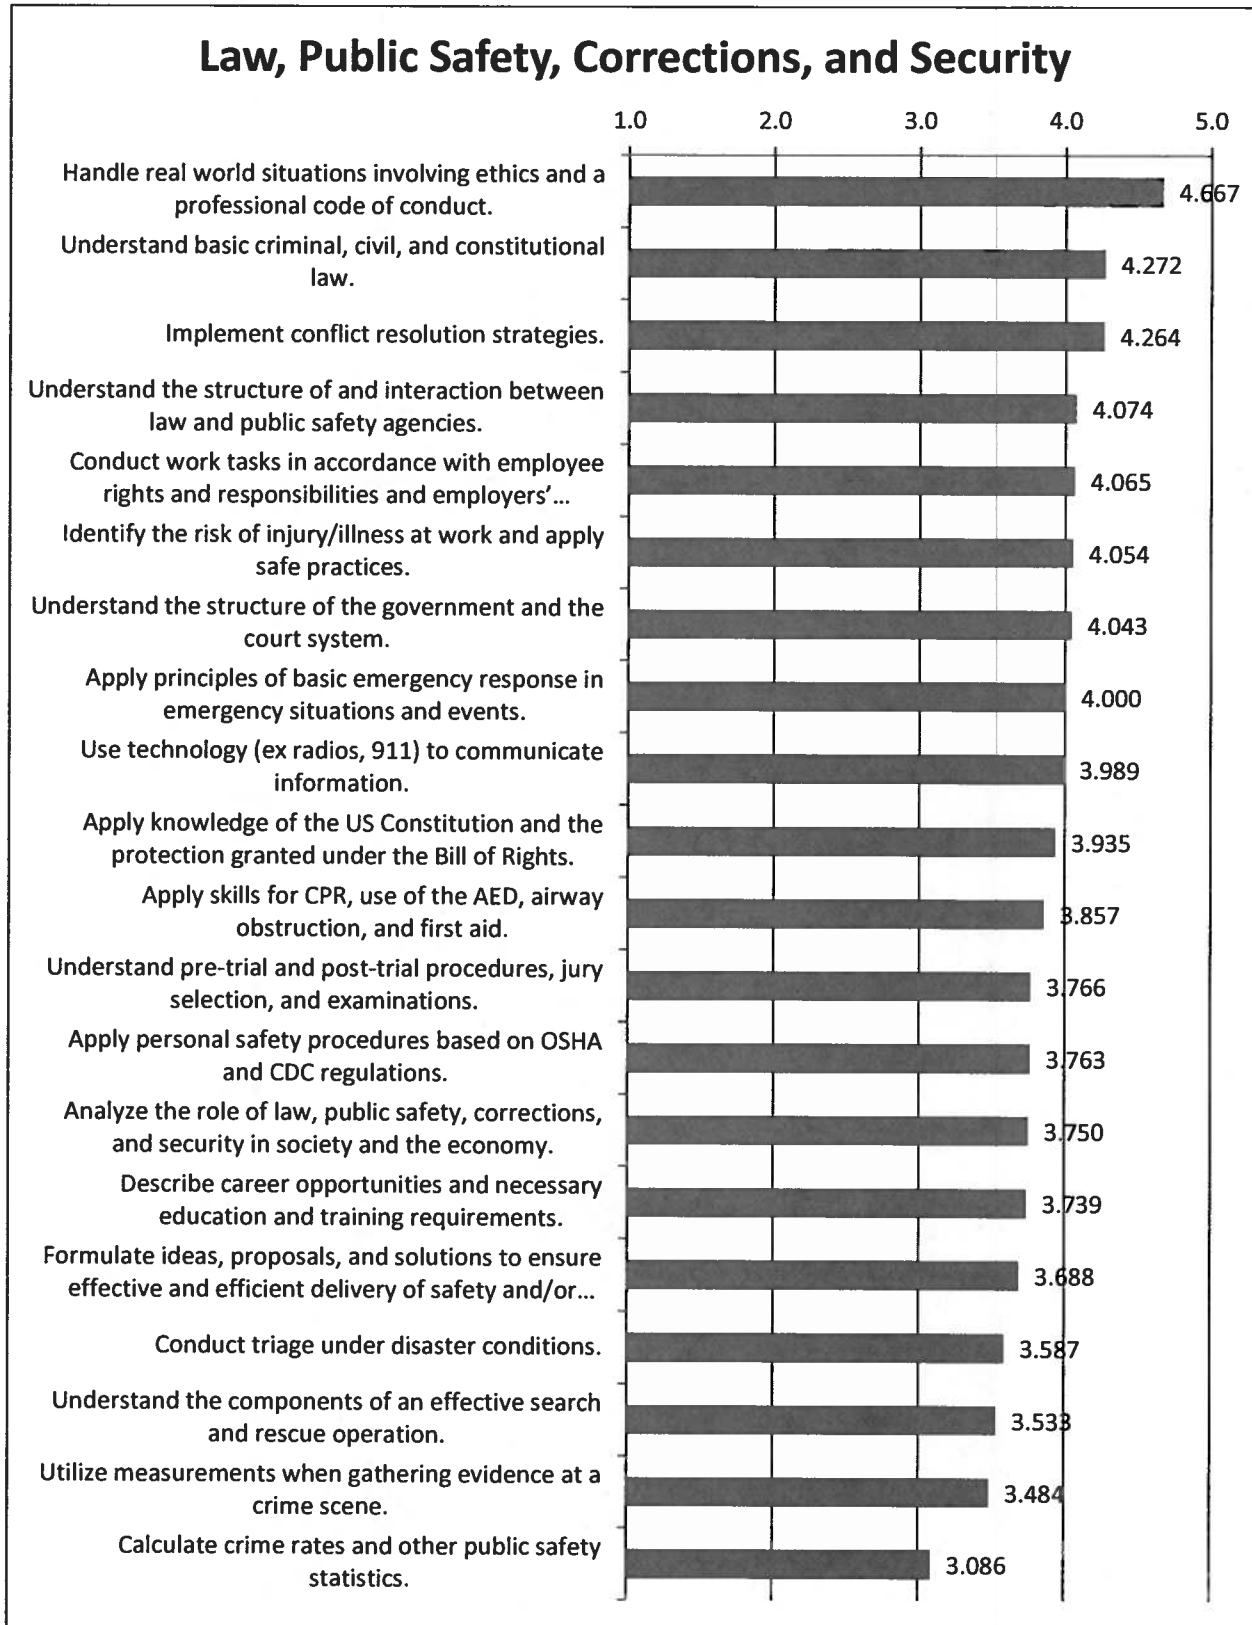 Law, Public Safety, Corrections, and Security
1.0 2.0 3.0 4.0 5.0
Handle real world situations involving ethics and a
professional code of conduct.
4.667
Understand basic criminal, civil, and constitutional
law.
4.272
Implement conflict resolution strategies.
4.264
Understand the structure of and interaction between
law and public safety agencies.
4.074
Conduct work tasks in accordance with employee
rights and responsibilities and employers'...
4.065
Identify the risk of injury/illness at work and apply
safe practices.
4.054
Understand the structure of the government and the
court system.
4.043
Apply principles of basic emergency response in
emergency situations and events.
4.000
Use technology (ex radios, 911) to communicate
information.
3.989
Apply knowledge of the US Constitution and the
protection granted under the Bill of Rights.
3.935
Apply skills for CPR, use of the AED, airway
obstruction, and first aid.
3.857
Understand pre-trial and post-trial procedures, jury
selection, and examinations.
3.766
Apply personal safety procedures based on OSHA
and CDC regulations.
3.763
Analyze the role of law, public safety, corrections,
and security in society and the economy.
3.750
Describe career opportunities and necessary
education and training requirements.
3.739
Formulate ideas, proposals, and solutions to ensure
effective and efficient delivery of safety and/or...
3.688
Conduct triage under disaster conditions.
3.587
Understand the components of an effective search
and rescue operation.
3.533
Utilize measurements when gathering evidence at a
crime scene.
3.484
Calculate crime rates and other public safety
statistics.
3.086